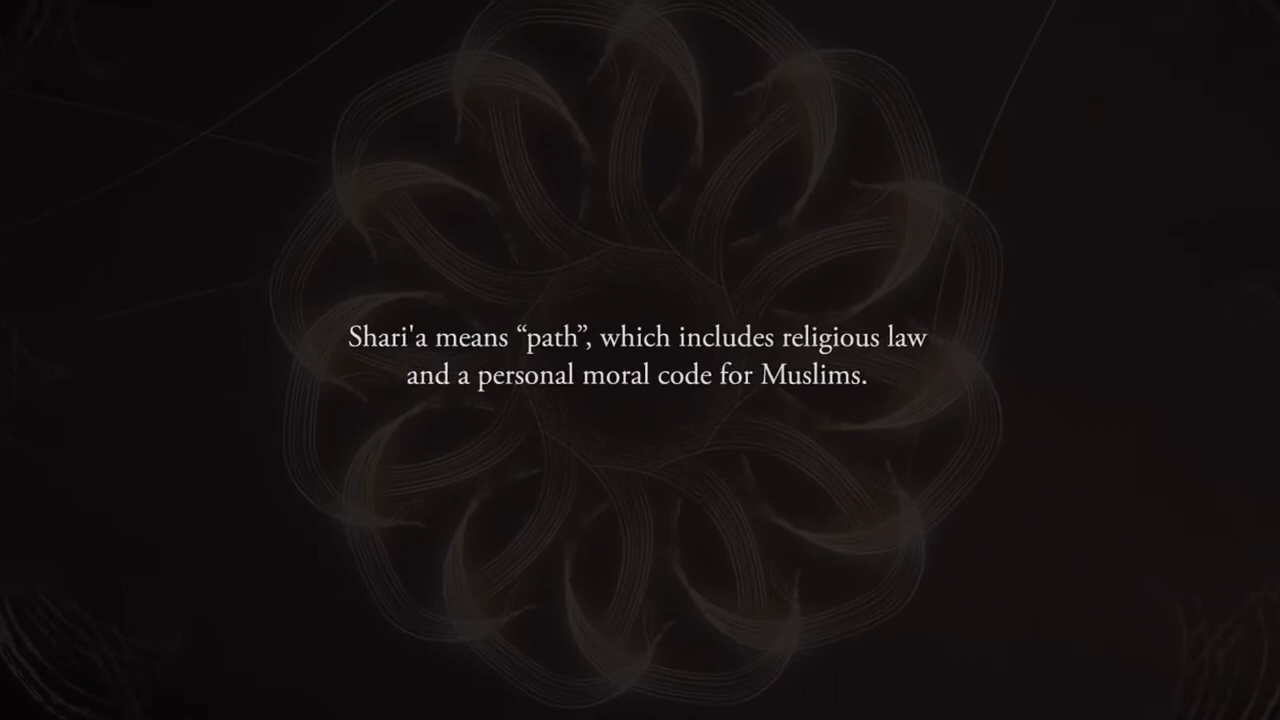 Shari'a means “path”, which includes religious law
and a personal moral code for Muslims.